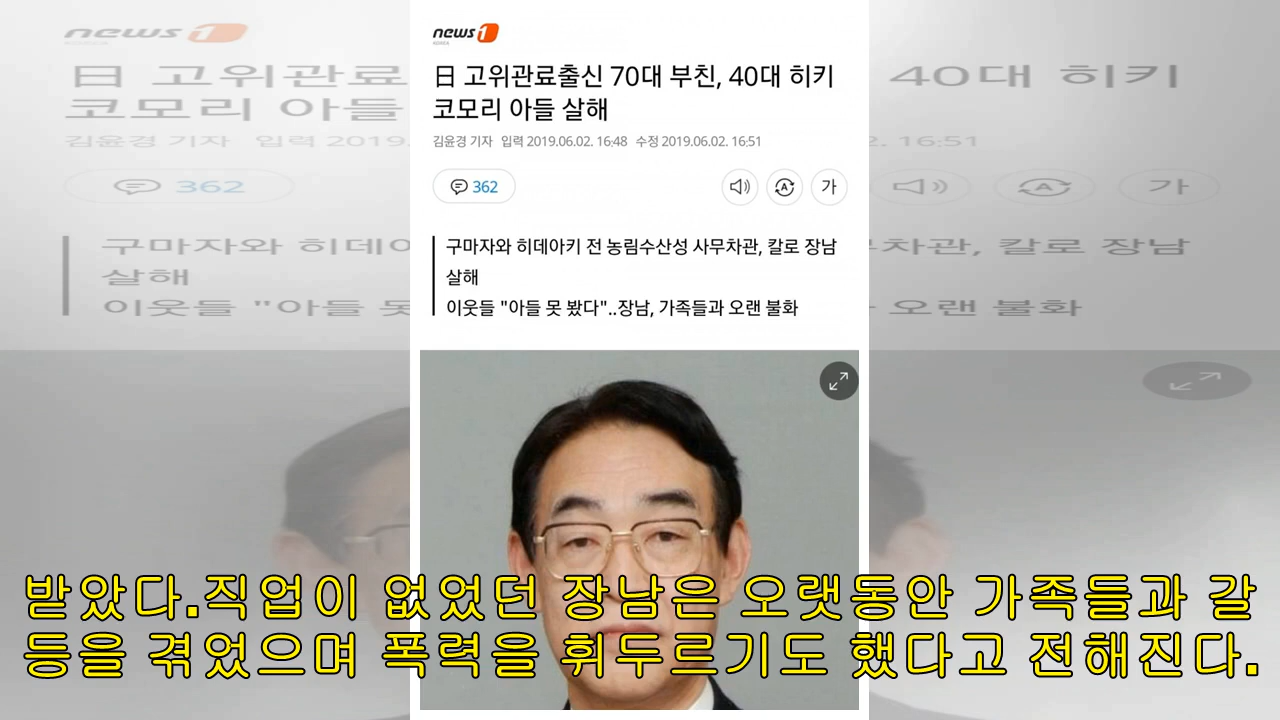 news1
KOREA
日 고위관료출신 70대 부친, 40대 히키
코모리 아들 살해
김윤경 기자 입력 2019.06.02. 16:48 수정 2019.06.02. 16:51
362
가
구마자와 히데아키 전 농림수산성 사무차관, 칼로 장남
살해
이웃들 "아들 못 봤다"..장남, 가족들과 오랜 불화
받았다.직업이 없었던 장남은 오랫동안 가족들과 갈
등을 겪었으며 폭력을 휘두르기도 했다고 전해진다.